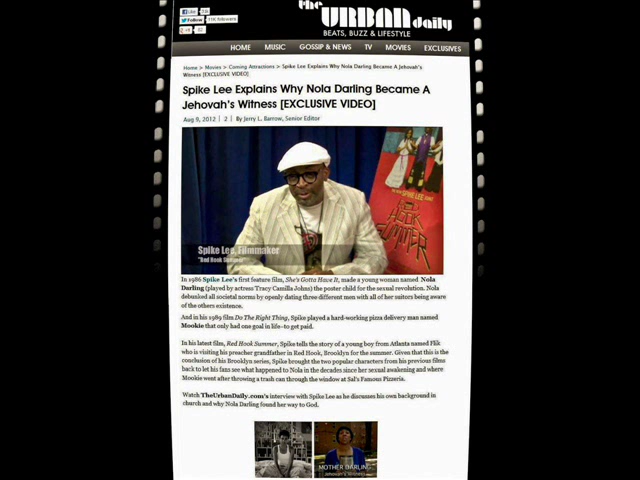 Like
Follow
the
URBAN daily
BEATS, BUZZ & LIFESTYLE
HOME MUSIC GOSSIP & NEWS TV MOVIES EXCLUSIVES
Home > Movies > Coming Attractions > Spike Lee Explains Why Nola Darling Became A Jehovah's
Witness [EXCLUSIVE VIDEO]
Spike Lee Explains Why Nola Darling Became A
Jehovah's Witness [EXCLUSIVE VIDEO]
Aug 9, 2012 | 2 | By Jerry L. Barrow, Senior Editor
RED
HOOK
SUMMER
Spike Lee, Filmmaker
"Red Hook Summer"
In 1986 Spike Lee's first feature film, She's Gotta Have It, made a young woman named Nola
Darling (played by actress Tracy Camilla Johns) the poster child for the sexual revolution. Nola
debunked all societal norms by openly dating three different men with all of her suitors being aware
of the others existence.
And in his 1989 film Do The Right Thing, Spike played a hard-working pizza delivery man named
Mookie that only had one goal in life–to get paid.
In his latest film, Red Hook Summer, Spike tells the story of a young boy from Atlanta named Flik
who is visiting his preacher grandfather in Red Hook, Brooklyn for the summer. Given that this is the
conclusion of his Brooklyn series, Spike brought the two popular characters from his previous films
back to let his fans see what happened to Nola in the decades since her sexual awakening and where
Mookie went after throwing a trash can through the window at Sal's Famous Pizzeria.
Watch TheUrbanDaily.com's interview with Spike Lee as he discusses his own background in
church and why Nola Darling found her way to God.
MOTHER DARLING
Jehovah's Witness